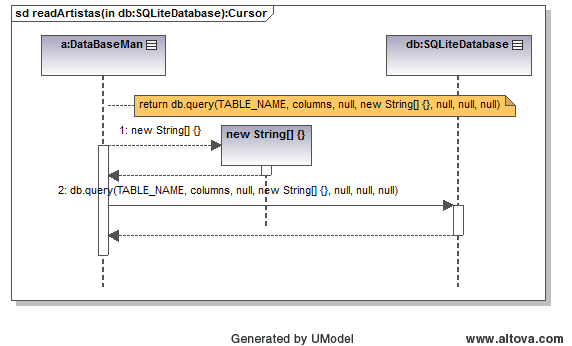 sd readArtistas(in db:SQLiteDatabase):Cursor
a:DataBaseMan
db:SQLiteDatabase
return db.query(TABLE_NAME, columns, null, new String[] {}, null, null, null)
1: new String[] {}
new String[] {}
2: db.query(TABLE_NAME, columns, null, new String[] {}, null, null, null)
Generated by UModel
www.altova.com